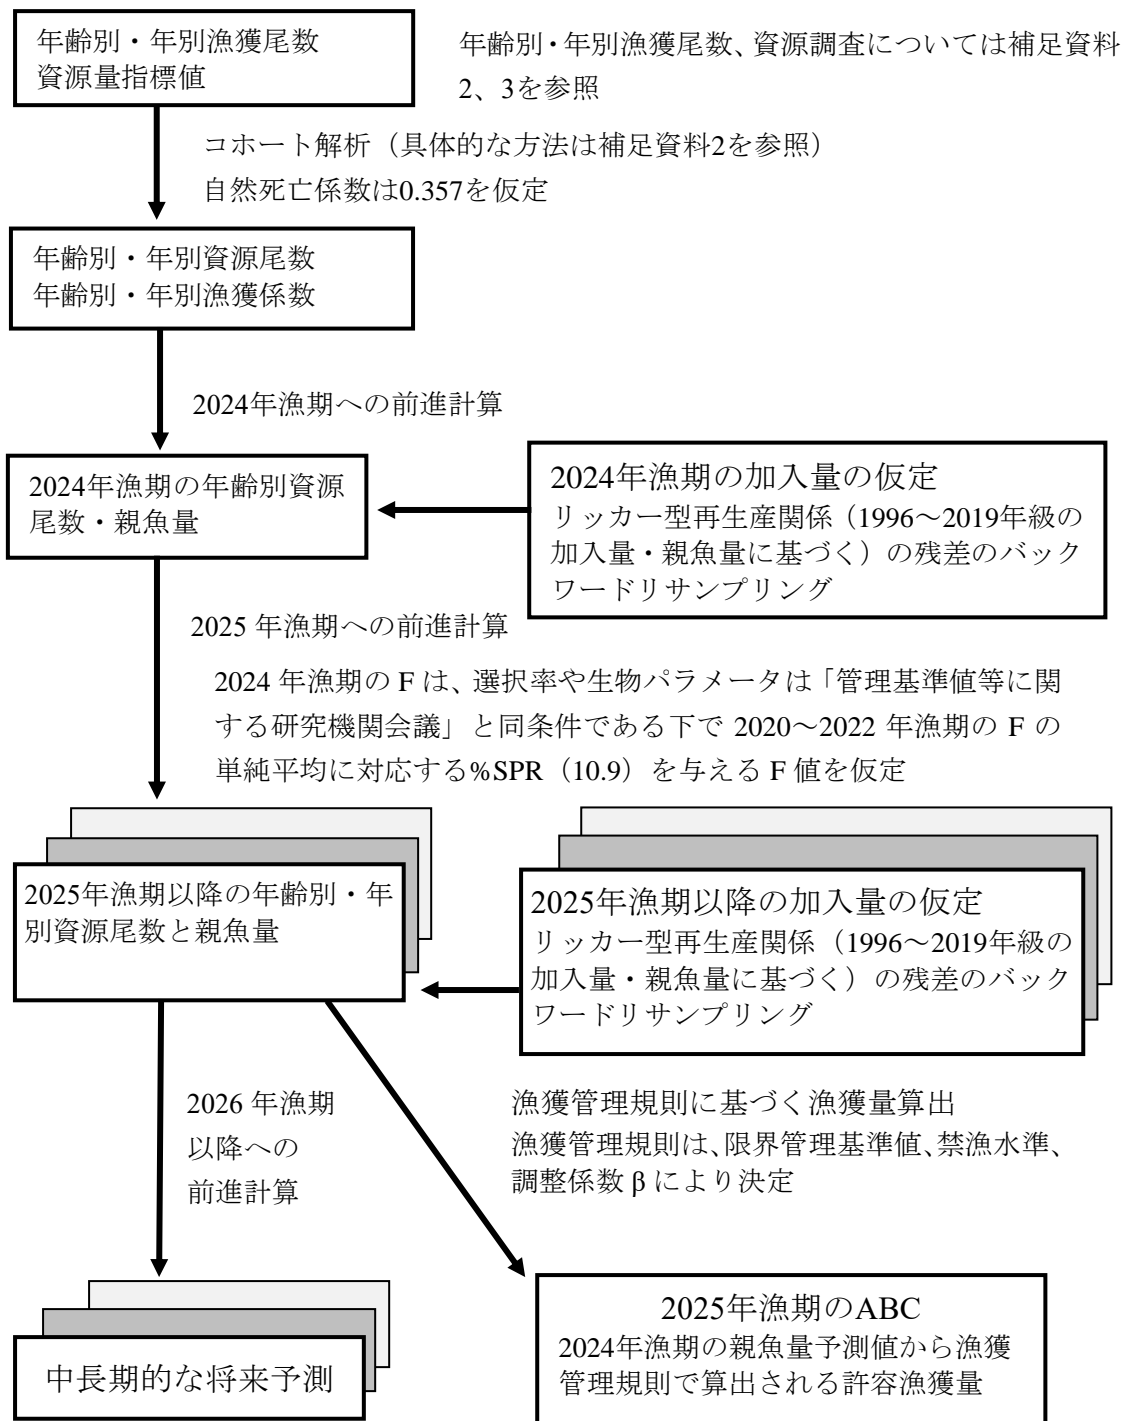 年齢別・年別漁獲尾数
資源量指標値
年齢別・年別漁獲尾数、資源調査については補足資料
2、3を参照
コホート解析（具体的な方法は補足資料2を参照）
自然死亡係数は0.357を仮定
年齢別・年別資源尾数
年齢別・年別漁獲係数
2024年漁期への前進計算
2024年漁期の年齢別資源
尾数・親魚量
2024年漁期の加入量の仮定
リッカー型再生産関係（1996～2019年級の
加入量・親魚量に基づく）の残差のバック
ワードリサンプリング
2025 年漁期への前進計算
2024 年漁期の F は、選択率や生物パラメータは「管理基準値等に関
する研究機関会議」と同条件である下で 2020～2022 年漁期の F の
単純平均に対応する%SPR（10.9）を与える F 値を仮定
2025年漁期以降の年齢別・年
別資源尾数と親魚量
2025年漁期以降の加入量の仮定
リッカー型再生産関係（1996～2019年級の
加入量・親魚量に基づく）の残差のバック
ワードリサンプリング
2026 年漁期
以降への
前進計算
漁獲管理規則に基づく漁獲量算出
漁獲管理規則は、限界管理基準値、禁漁水準、
調整係数 β により決定
中長期的な将来予測
2025年漁期のABC
2024年漁期の親魚量予測値から漁獲
管理規則で算出される許容漁獲量